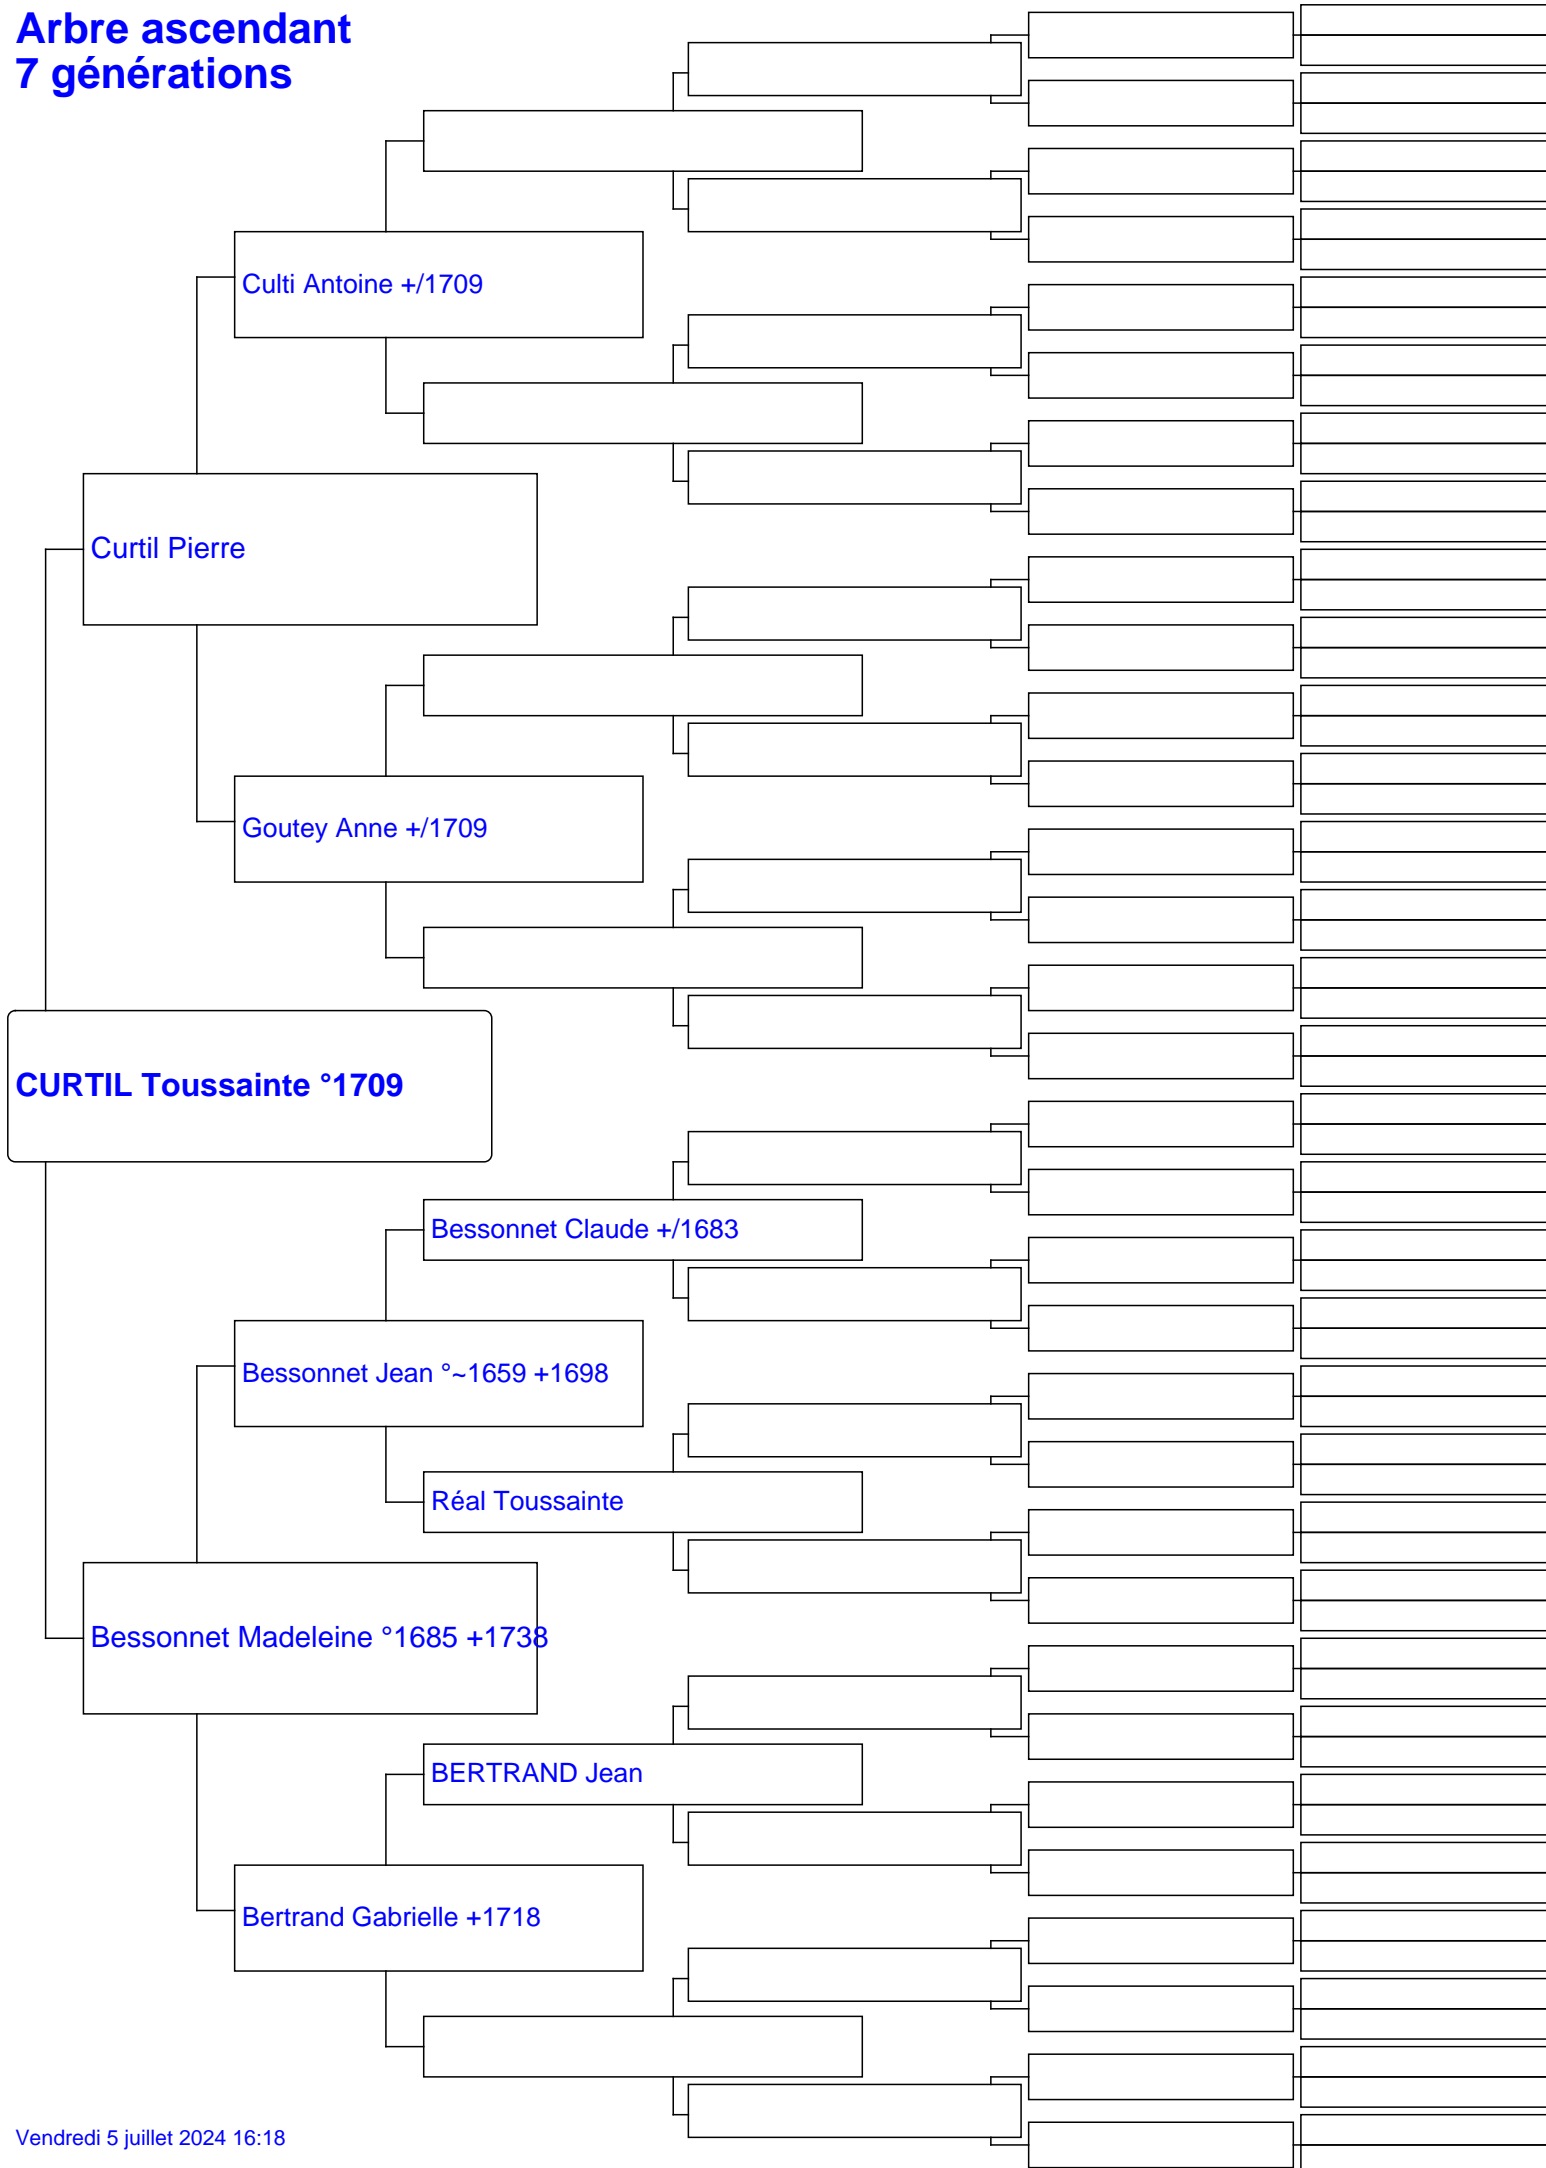 Arbre ascendant
7 générations
Culti Antoine +/1709
Curtil Pierre
Goutey Anne +/1709
CURTIL Toussainte °1709
Bessonnet Claude +/1683
Bessonnet Jean °~1659 +1698
Réal Toussainte
Bessonnet Madeleine °1685 +1738
BERTRAND Jean
Bertrand Gabrielle +1718
Vendredi 5 juillet 2024 16:18